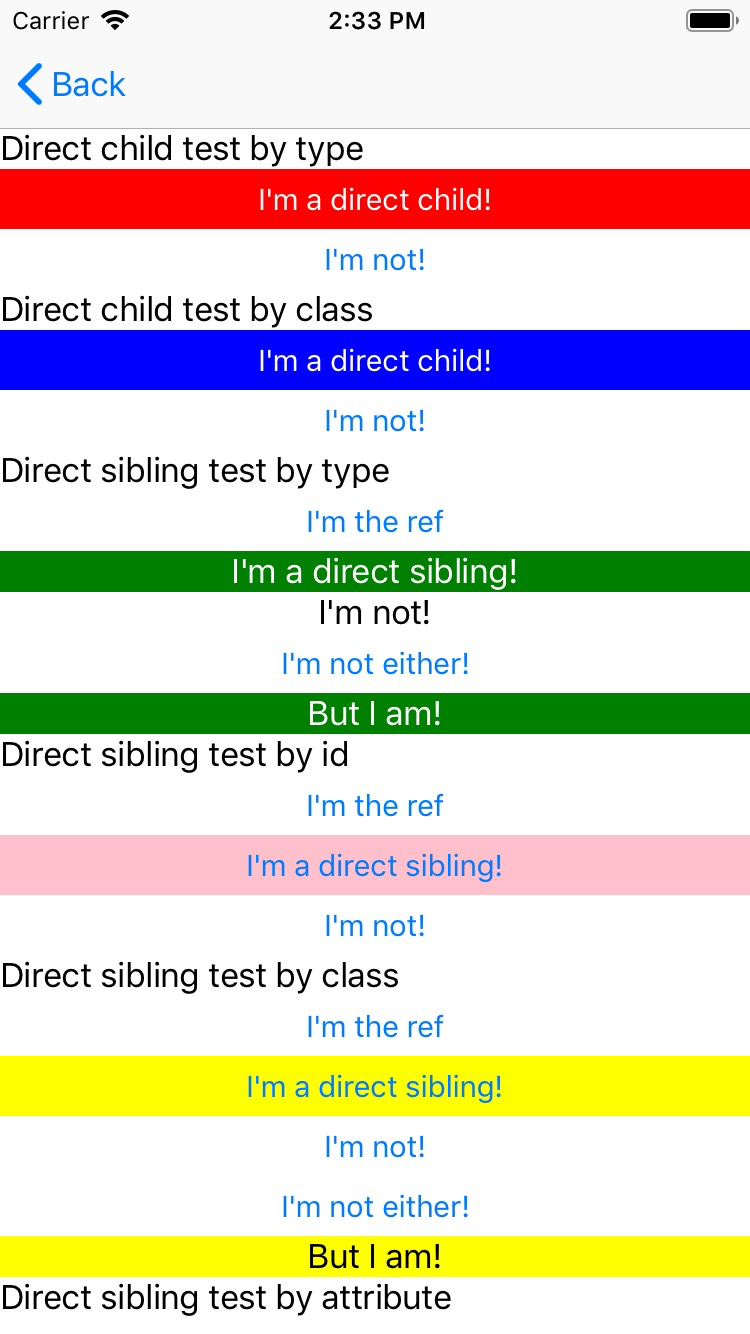 Carrier 2:33 PM
Back
Direct child test by type
I'm a direct child!
I'm not!
Direct child test by class
I'm a direct child!
I'm not!
Direct sibling test by type
I'm the ref
I'm a direct sibling!
I'm not!
I'm not either!
But I am!
Direct sibling test by id
I'm the ref
I'm a direct sibling!
I'm not!
Direct sibling test by class
I'm the ref
I'm a direct sibling!
I'm not!
I'm not either!
But I am!
Direct sibling test by attribute